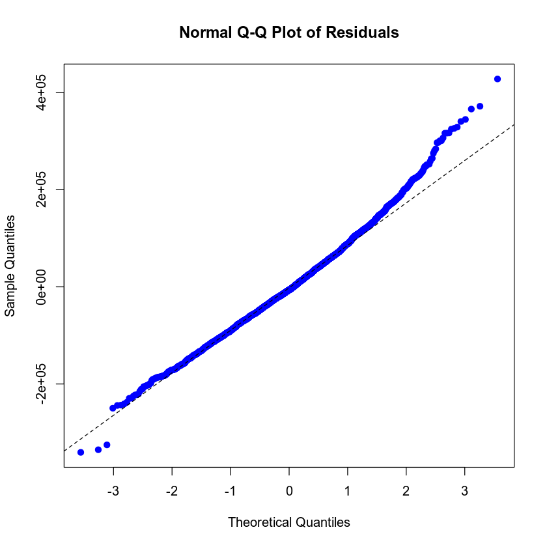 Normal Q-Q Plot of Residuals
4e+05
2e+05
0e+00
-2e+05
Sample Quantiles
-3 -2 -1 0 1 2 3
Theoretical Quantiles